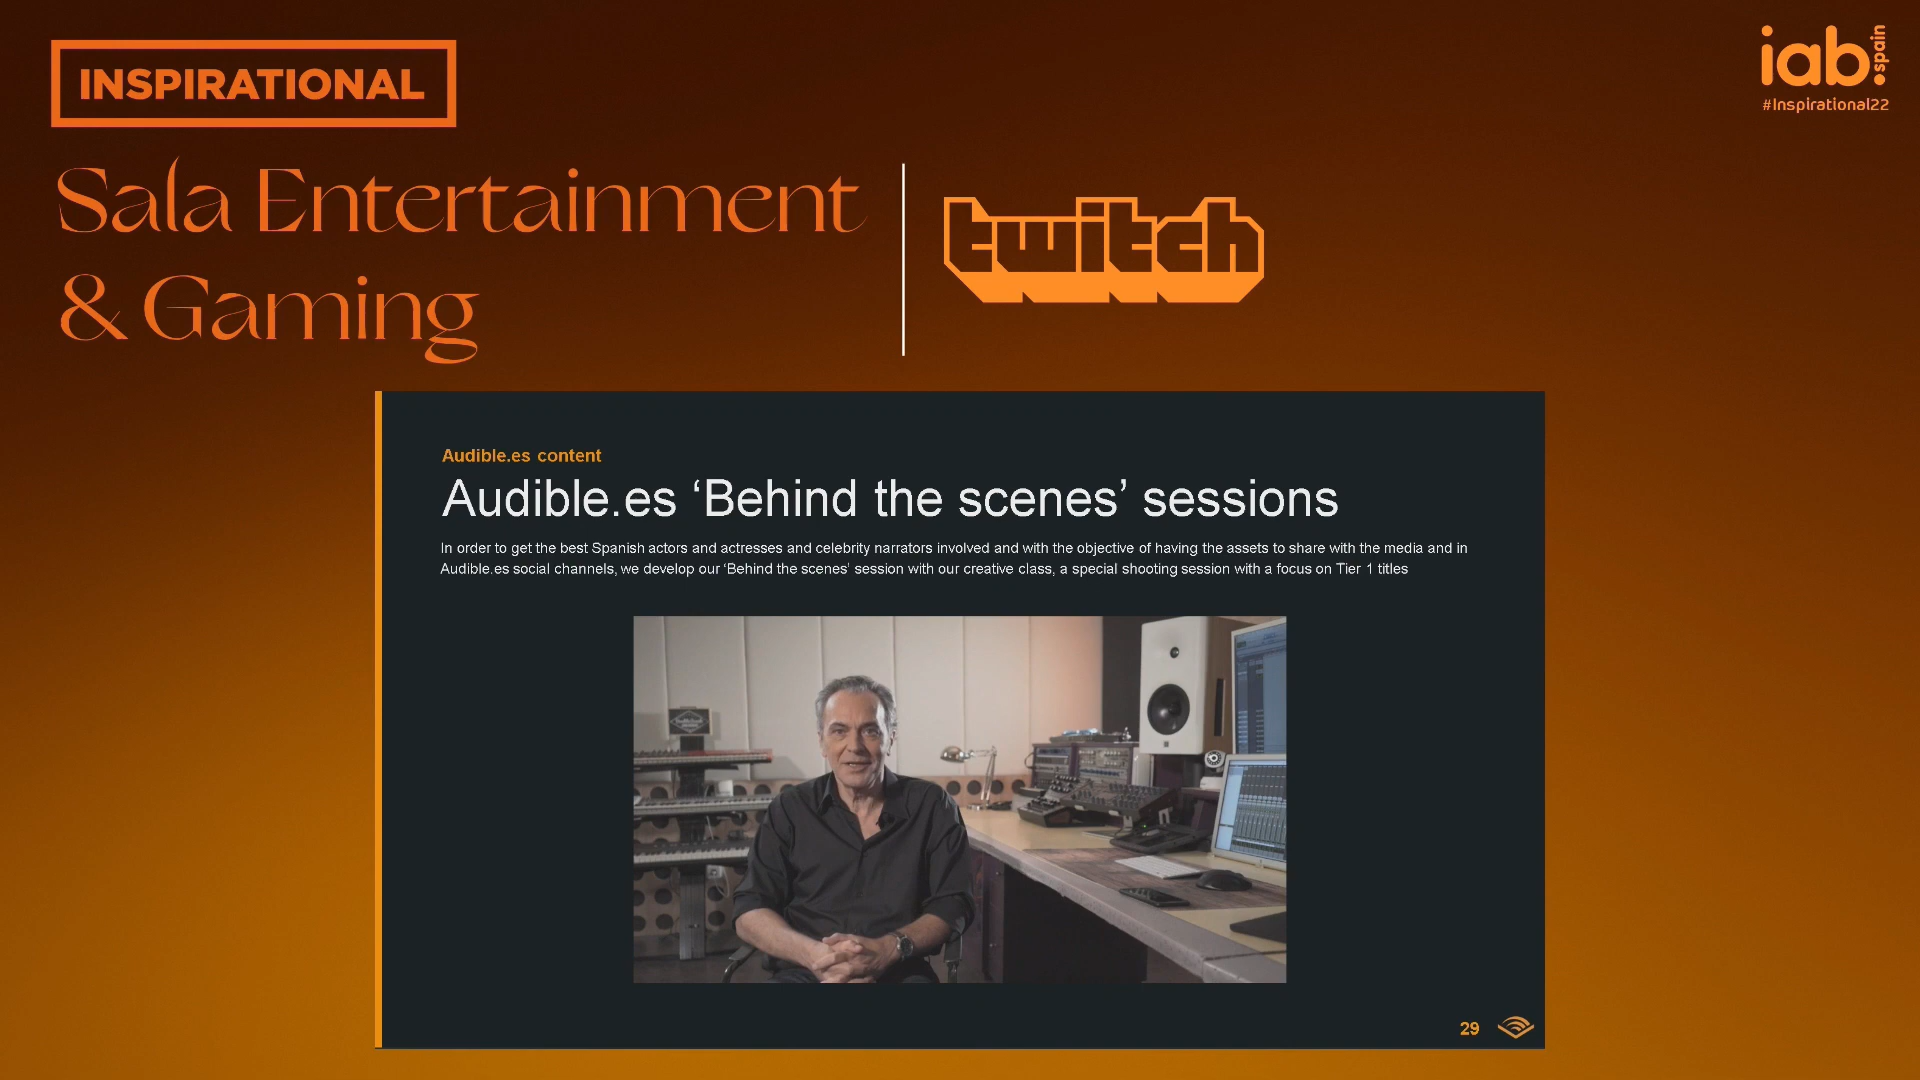 INSPIRATIONAL
iab.spain
#Inspirational22
Sala Entertainment
& Gaming
twitch
Audible.es content
Audible.es ‘Behind the scenes’ sessions
In order to get the best Spanish actors and actresses and celebrity narrators involved and with the objective of having the assets to share with the media and in
Audible.es social channels, we develop our ‘Behind the scenes’ session with our creative class, a special shooting session with a focus on Tier 1 titles
29